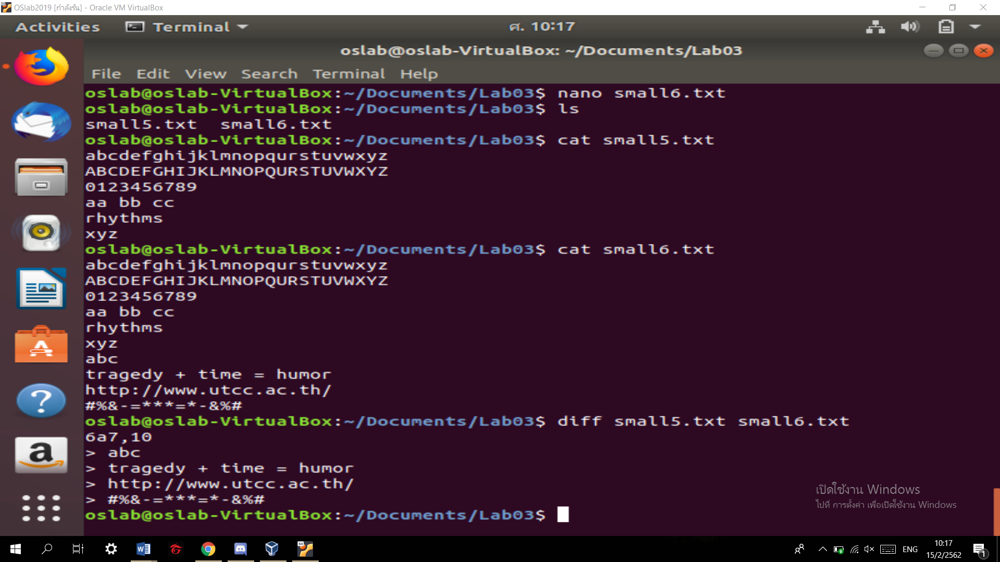 OSlab2019 [กำลังรัน] - Oracle VM VirtualBox
Activities Terminal ศ. 10:17
oslab@oslab-VirtualBox: ~/Documents/Lab03
File Edit View Search Terminal Help
oslab@oslab-VirtualBox:~/Documents/Lab03$ nano small6.txt
oslab@oslab-VirtualBox:~/Documents/Lab03$ ls
small5.txt  small6.txt
oslab@oslab-VirtualBox:~/Documents/Lab03$ cat small5.txt
abcdefghijklmnopqurstuvwxyz
ABCDEFGHIJKLMNOPQURSTUVWXYZ
0123456789
aa bb cc
rhythms
xyz
oslab@oslab-VirtualBox:~/Documents/Lab03$ cat small6.txt
abcdefghijklmnopqurstuvwxyz
ABCDEFGHIJKLMNOPQURSTUVWXYZ
0123456789
aa bb cc
rhythms
xyz
abc
tragedy + time = humor
http://www.utcc.ac.th/
#%&-=***=*-&%#
oslab@oslab-VirtualBox:~/Documents/Lab03$ diff small5.txt small6.txt
6a7,10
> abc
> tragedy + time = humor
> http://www.utcc.ac.th/
> #%&-=***=*-&%#
oslab@oslab-VirtualBox:~/Documents/Lab03$
เปิดใช้งาน Windows
ไปที่ การตั้งค่า เพื่อเปิดใช้งาน Windows
ENG
10:17
15/2/2562
1